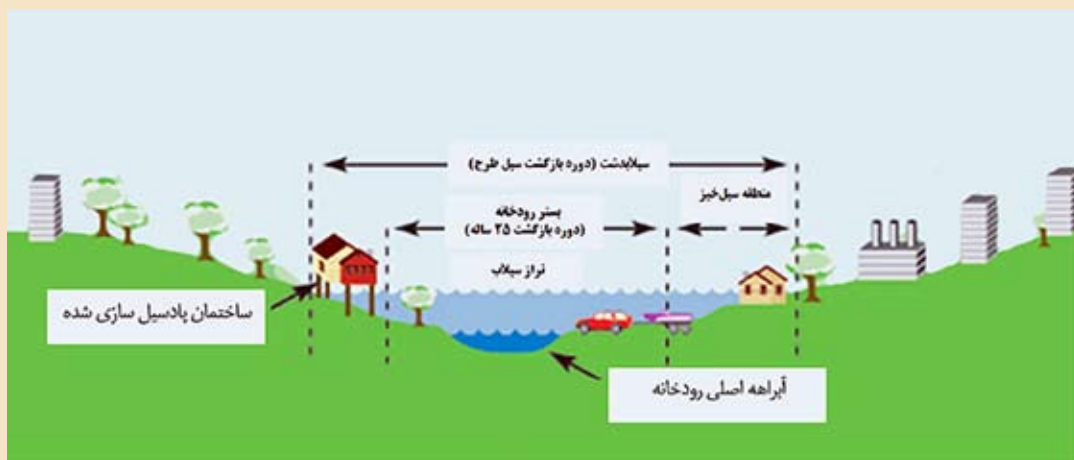 سیلابدشت (دوره بازگشت سیل طرح)
منطقه سیل‌خیز
بستر رودخانه
(دوره بازگشت ۲۵ ساله)
تراز سیلاب
ساختمان پادسیل سازی شده
آبراهه اصلی رودخانه